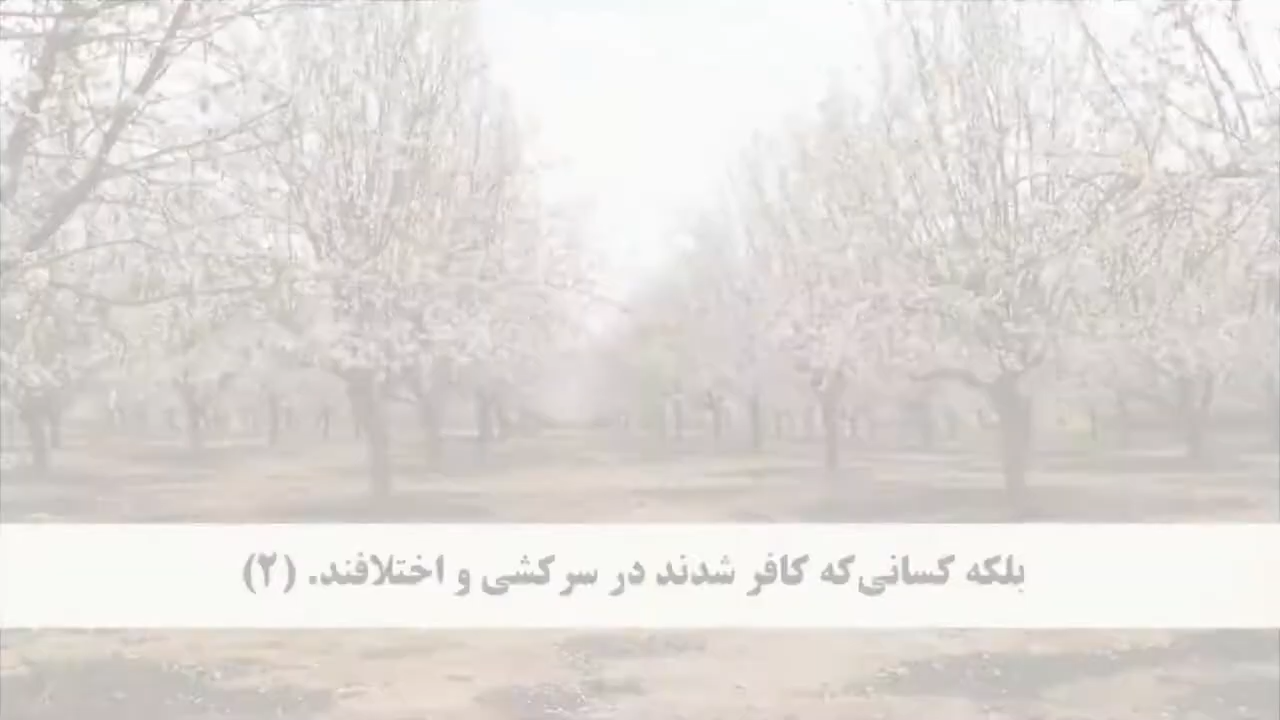 بلکه کسانی‌که کافر شدند در سرکشی و اختلافند. (۲)